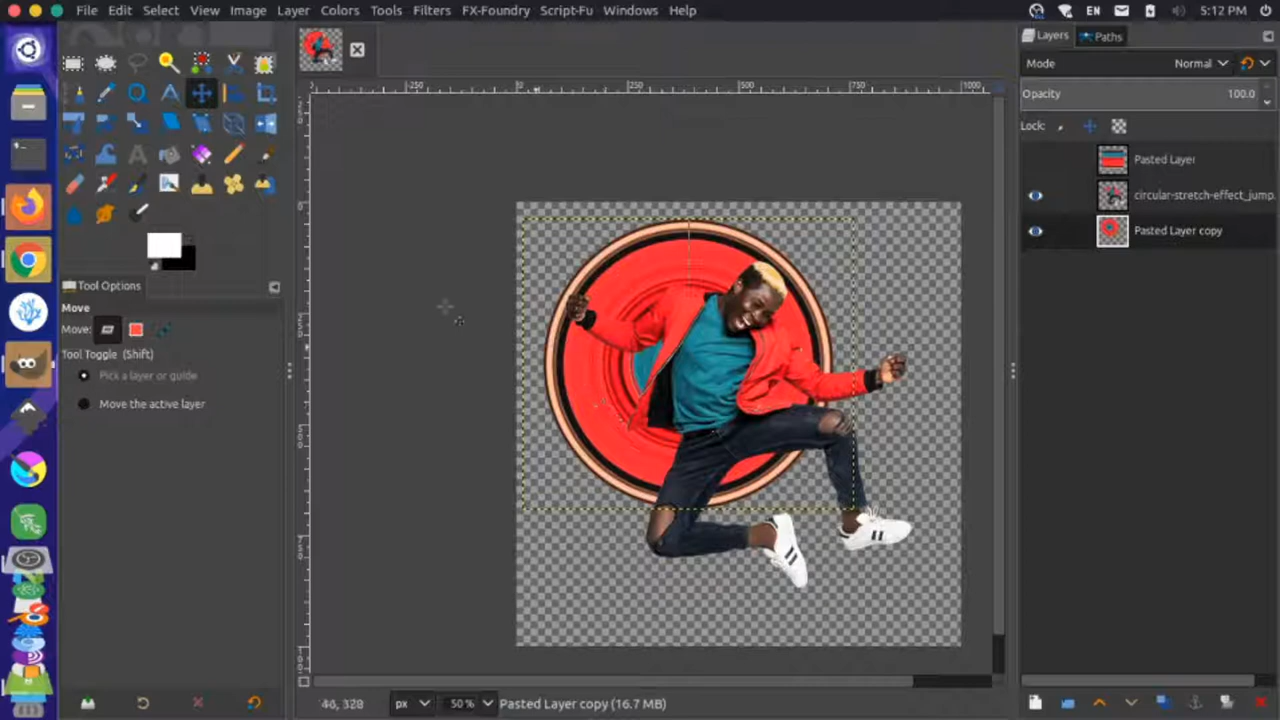 File Edit Select View Image Layer Colors Tools Filters FX-Foundry Script-Fu Windows Help
EN 5:12 PM
Layers Paths
Mode Normal
Opacity 100.0
Lock:
Pasted Layer
circular-stretch-effect_jump
Pasted Layer copy
Tool Options
Move
Move:
Tool Toggle (Shift)
Pick a layer or guide
Move the active layer
-250 0 250 500 750 1000
px 50% Pasted Layer copy (16.7 MB)